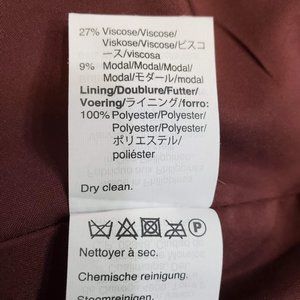 27% Viscose/Viscose/
Viskose/Viscose/ビスコ
ース/viscosa
9% Modal/Modal/Modal/
Modal/モダール/modal
Lining/Doublure/Futter/
Voering/ライニング/forro:
100% Polyester/Polyester/
Polyester/Polyester/
ポリエステル/
poliéster
Dry clean.
P
Nettoyer à sec.
Chemische reinigung.
Stoomreinigen.